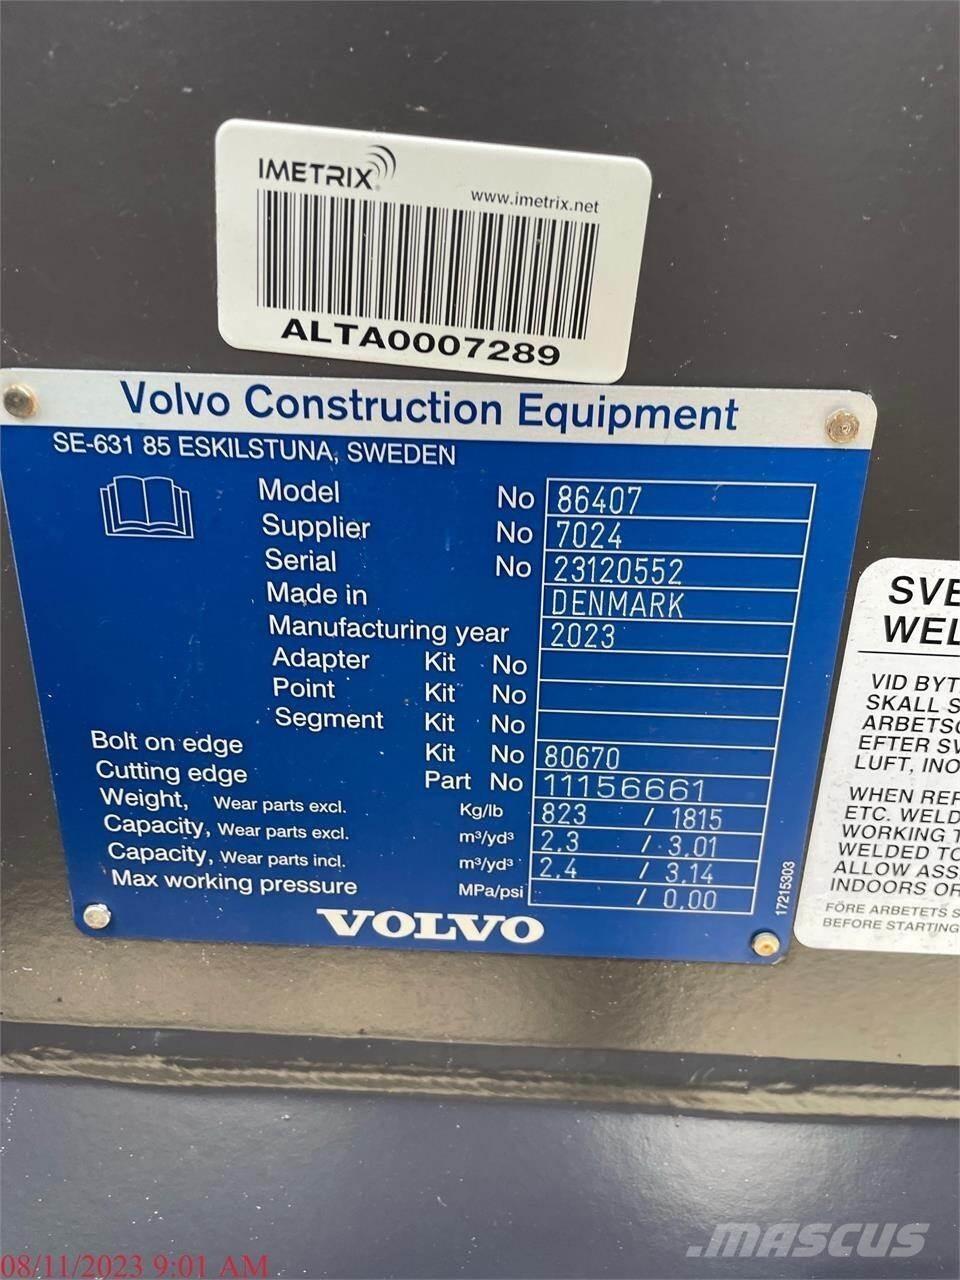 IMETRIX®
www.imetrix.net
ALTA0007289
Volvo Construction Equipment
SE-631 85 ESKILSTUNA, SWEDEN
Model No 86407
Supplier No 7024
Serial No 23120552
Made in DENMARK
Manufacturing year 2023
Adapter Kit No
Point Kit No
Segment Kit No
Bolt on edge Kit No 80670
Cutting edge Part No 11156661
Weight, Wear parts excl. Kg/lb 823 / 1815
Capacity, Wear parts excl. m³/yd³ 2,3 / 3,01
Capacity, Wear parts incl. m³/yd³ 2,4 / 3,14
Max working pressure MPa/psi / 0,00
VOLVO
17215303
SVE
WEL
VID BYT
SKALL S
ARBETSO
EFTER SV
LUFT, INO
WHEN REP
ETC. WELD
WORKING T
WELDED TO
ALLOW ASS
INDOORS OR
FÖRE ARBETETS S
BEFORE STARTING
08/11/2023 9:01 AM
MASCUS